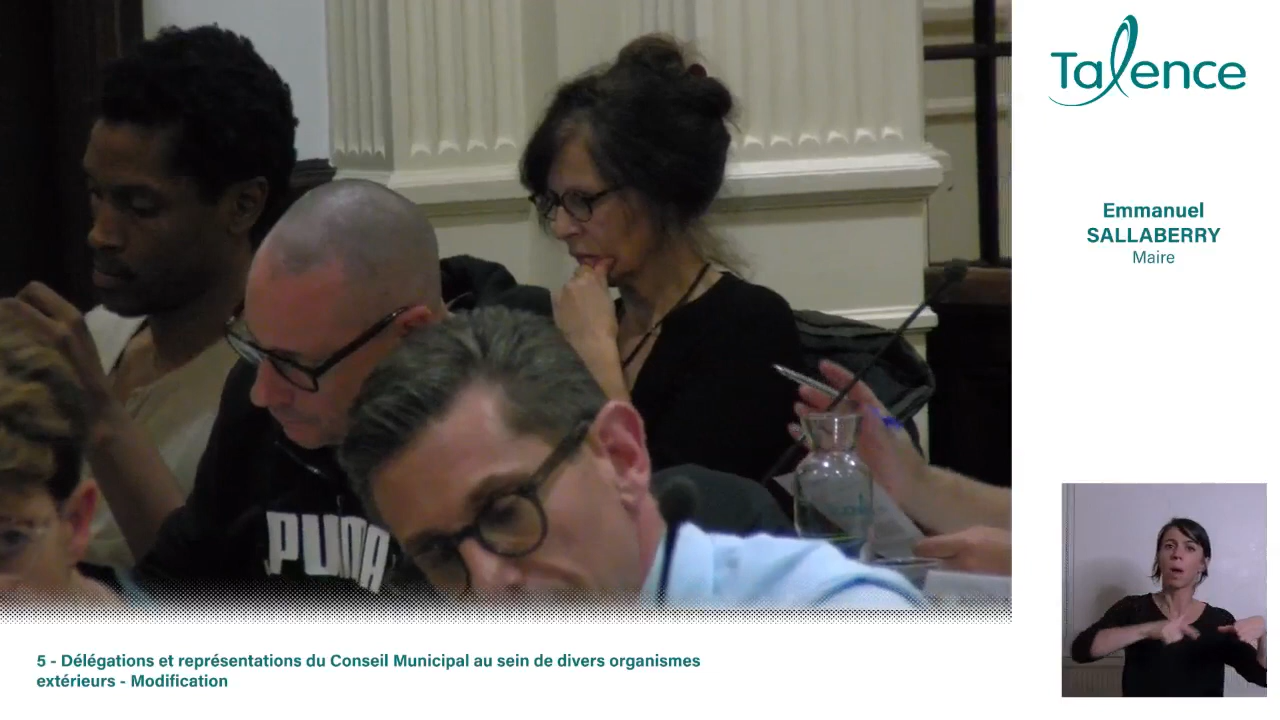 Talence
Emmanuel
SALLABERRY
Maire
PUMA
5 - Délégations et représentations du Conseil Municipal au sein de divers organismes
extérieurs - Modification